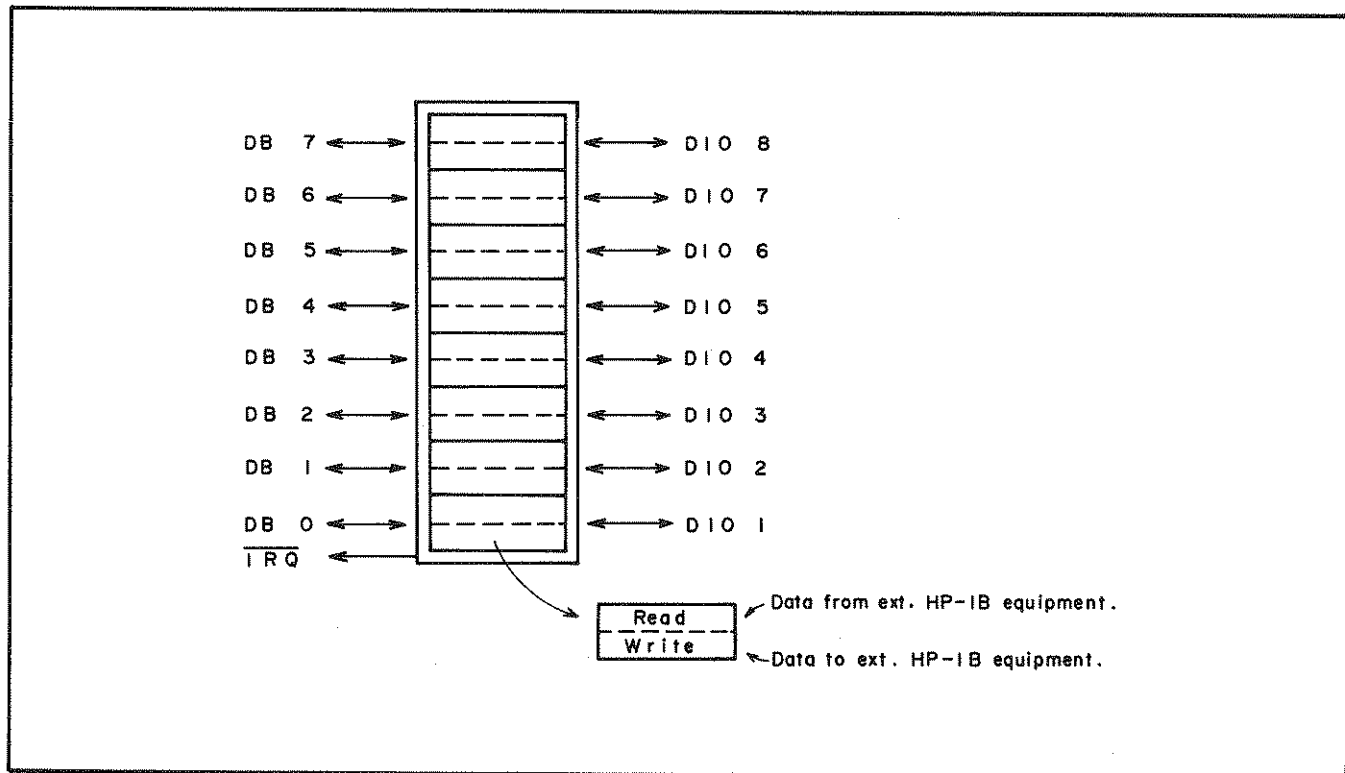 DB 7 DIO 8
DB 6 DIO 7
DB 5 DIO 6
DB 4 DIO 5
DB 3 DIO 4
DB 2 DIO 3
DB 1 DIO 2
DB 0 DIO 1
IRQ
Read Data from ext. HP-IB equipment.
Write Data to ext. HP-IB equipment.